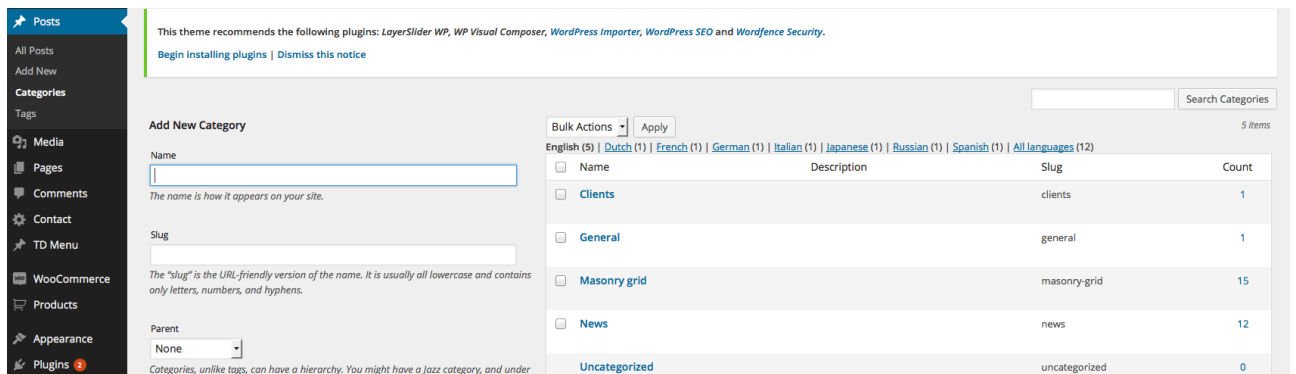 Posts
All Posts
Add New
Categories
Tags
Media
Pages
Comments
Contact
TD Menu
WooCommerce
Products
Appearance
Plugins 2
This theme recommends the following plugins: LayerSlider WP, WP Visual Composer, WordPress Importer, WordPress SEO and Wordfence Security.
Begin installing plugins | Dismiss this notice
Search Categories
Add New Category
Name
The name is how it appears on your site.
Slug
The “slug” is the URL-friendly version of the name. It is usually all lowercase and contains
only letters, numbers, and hyphens.
Parent
None
Categories, unlike tags, can have a hierarchy. You might have a Jazz category, and under
Bulk Actions Apply 5 items
English (5) | Dutch (1) | French (1) | German (1) | Italian (1) | Japanese (1) | Russian (1) | Spanish (1) | All languages (12)
Name Description Slug Count
Clients clients 1
General general 1
Masonry grid masonry-grid 15
News news 12
Uncategorized uncategorized 0